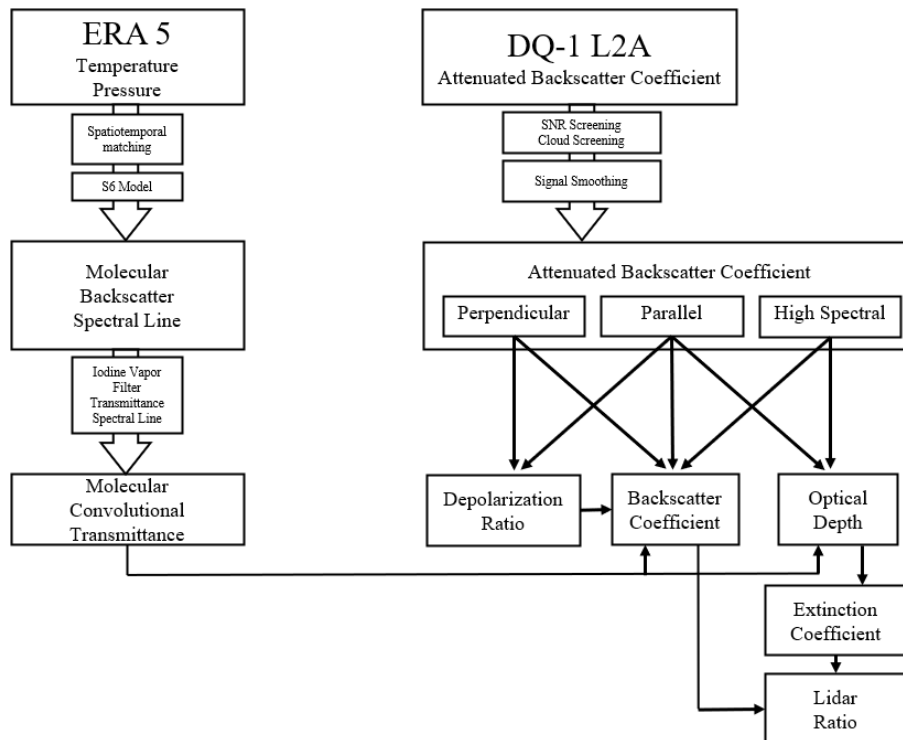 ERA 5
Temperature
Pressure
Spatiotemporal
matching
S6 Model
Molecular
Backscatter
Spectral Line
Iodine Vapor
Filter
Transmittance
Spectral Line
Molecular
Convolutional
Transmittance
DQ-1 L2A
Attenuated Backscatter Coefficient
SNR Screening
Cloud Screening
Signal Smoothing
Attenuated Backscatter Coefficient
Perpendicular
Parallel
High Spectral
Depolarization
Ratio
Backscatter
Coefficient
Optical
Depth
Extinction
Coefficient
Lidar
Ratio